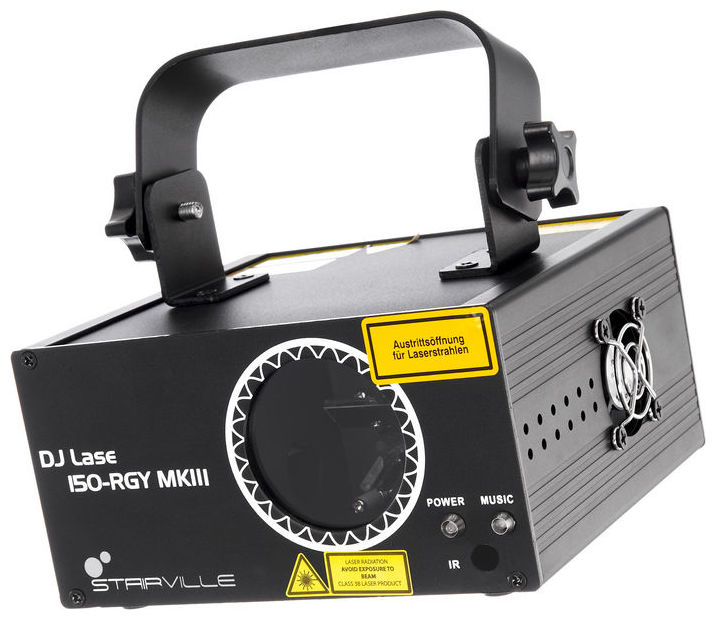 Austrittsöffnung
für Laserstrahlen
DJ Lase
150-RGY MKIII
POWER MUSIC
IR
LASER RADIATION
AVOID EXPOSURE TO
BEAM
CLASS 3B LASER PRODUCT
STAIRVILLE